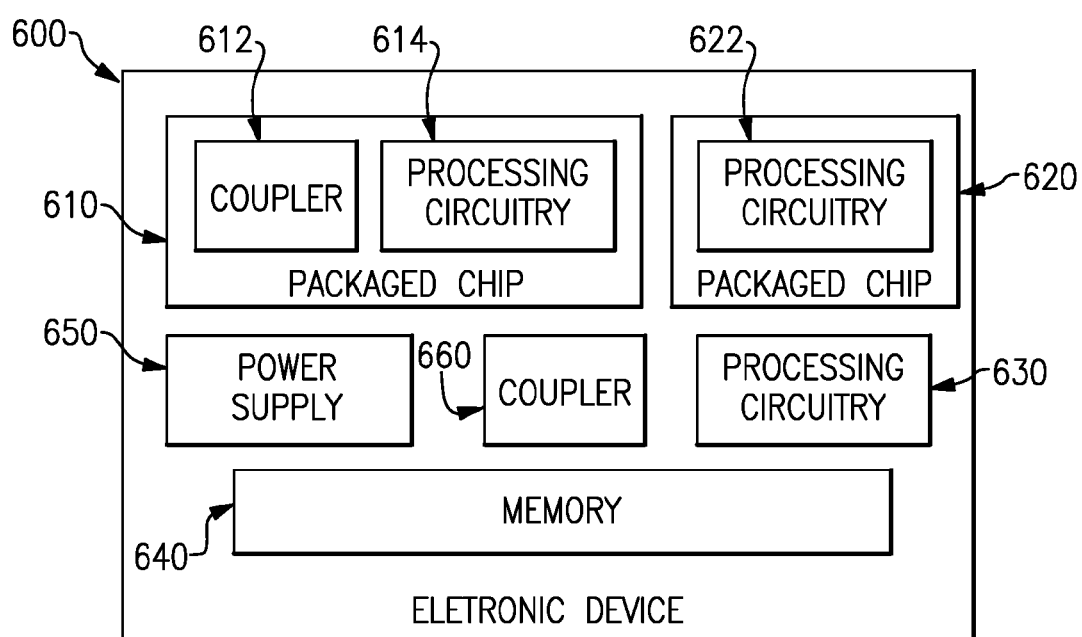 600
612
614
622
COUPLER
PROCESSING
CIRCUITRY
PROCESSING
CIRCUITRY
610
620
PACKAGED CHIP
PACKAGED CHIP
650
POWER
SUPPLY
660
COUPLER
PROCESSING
CIRCUITRY
630
MEMORY
640
ELETRONIC DEVICE